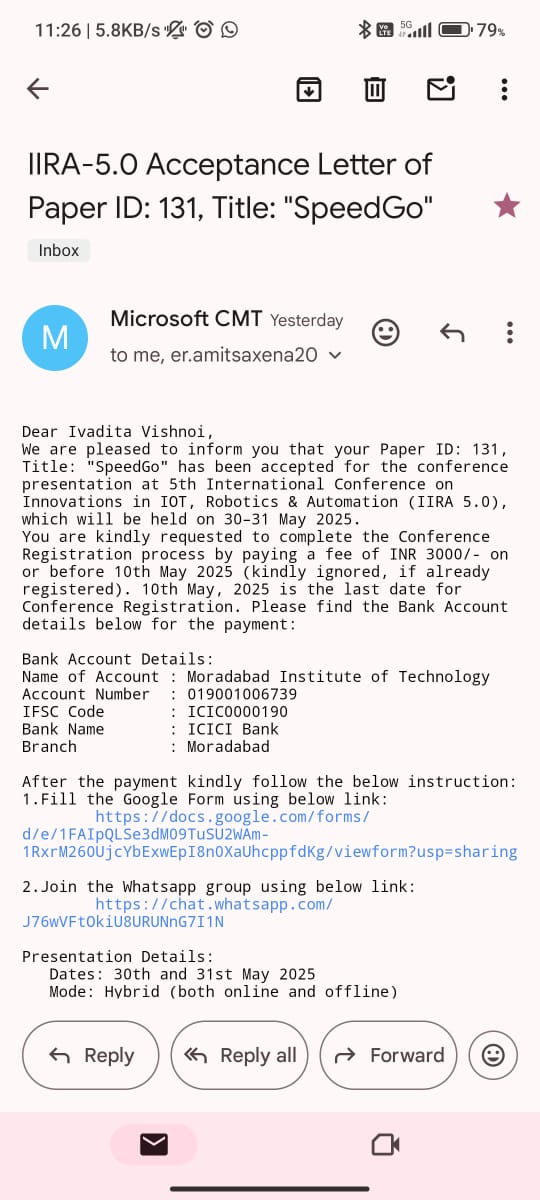 11:26 | 5.8KB/s
Vo LTE 5G 4G+ 79%
IIRA-5.0 Acceptance Letter of
Paper ID: 131, Title: "SpeedGo"
Inbox
M
Microsoft CMT Yesterday
to me, er.amitsaxena20
Dear Ivadita Vishnoi,
We are pleased to inform you that your Paper ID: 131,
Title: "SpeedGo" has been accepted for the conference
presentation at 5th International Conference on
Innovations in IOT, Robotics & Automation (IIRA 5.0),
which will be held on 30-31 May 2025.
You are kindly requested to complete the Conference
Registration process by paying a fee of INR 3000/- on
or before 10th May 2025 (kindly ignored, if already
registered). 10th May, 2025 is the last date for
Conference Registration. Please find the Bank Account
details below for the payment:
Bank Account Details:
Name of Account : Moradabad Institute of Technology
Account Number : 019001006739
IFSC Code : ICIC0000190
Bank Name : ICICI Bank
Branch : Moradabad
After the payment kindly follow the below instruction:
1.Fill the Google Form using below link:
https://docs.google.com/forms/
d/e/1FAIpQLSe3dMO9TuSU2WAm-
1RxrM26OUjcYbExwEpI8n0XaUhcppfdKg/viewform?usp=sharing
2.Join the Whatsapp group using below link:
https://chat.whatsapp.com/
J76wVFtOkiU8URUNnG7I1N
Presentation Details:
Dates: 30th and 31st May 2025
Mode: Hybrid (both online and offline)
Reply
Reply all
Forward